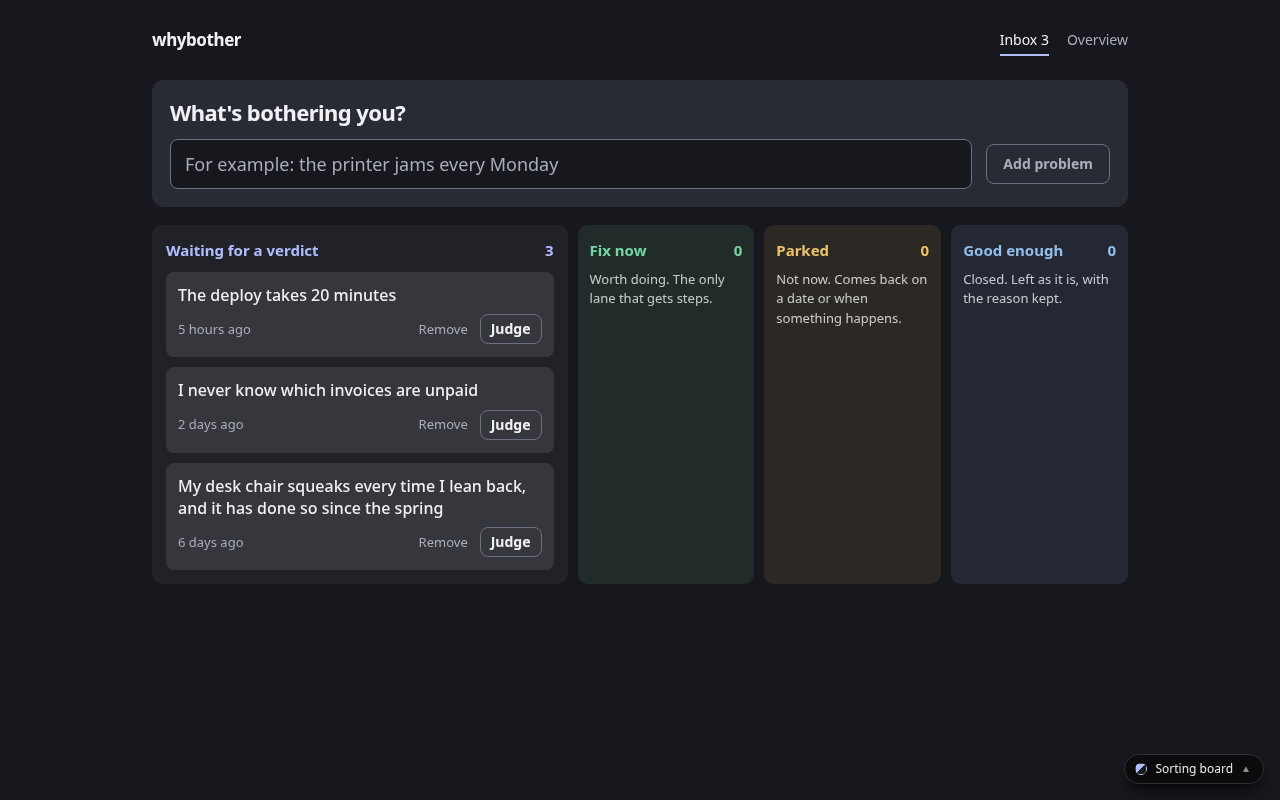 whybother
Inbox 3
Overview
What's bothering you?
For example: the printer jams every Monday
Add problem
Waiting for a verdict
3
The deploy takes 20 minutes
5 hours ago
Remove
Judge
I never know which invoices are unpaid
2 days ago
Remove
Judge
My desk chair squeaks every time I lean back,
and it has done so since the spring
6 days ago
Remove
Judge
Fix now
0
Worth doing. The only
lane that gets steps.
Parked
0
Not now. Comes back on
a date or when
something happens.
Good enough
0
Closed. Left as it is, with
the reason kept.
Sorting board